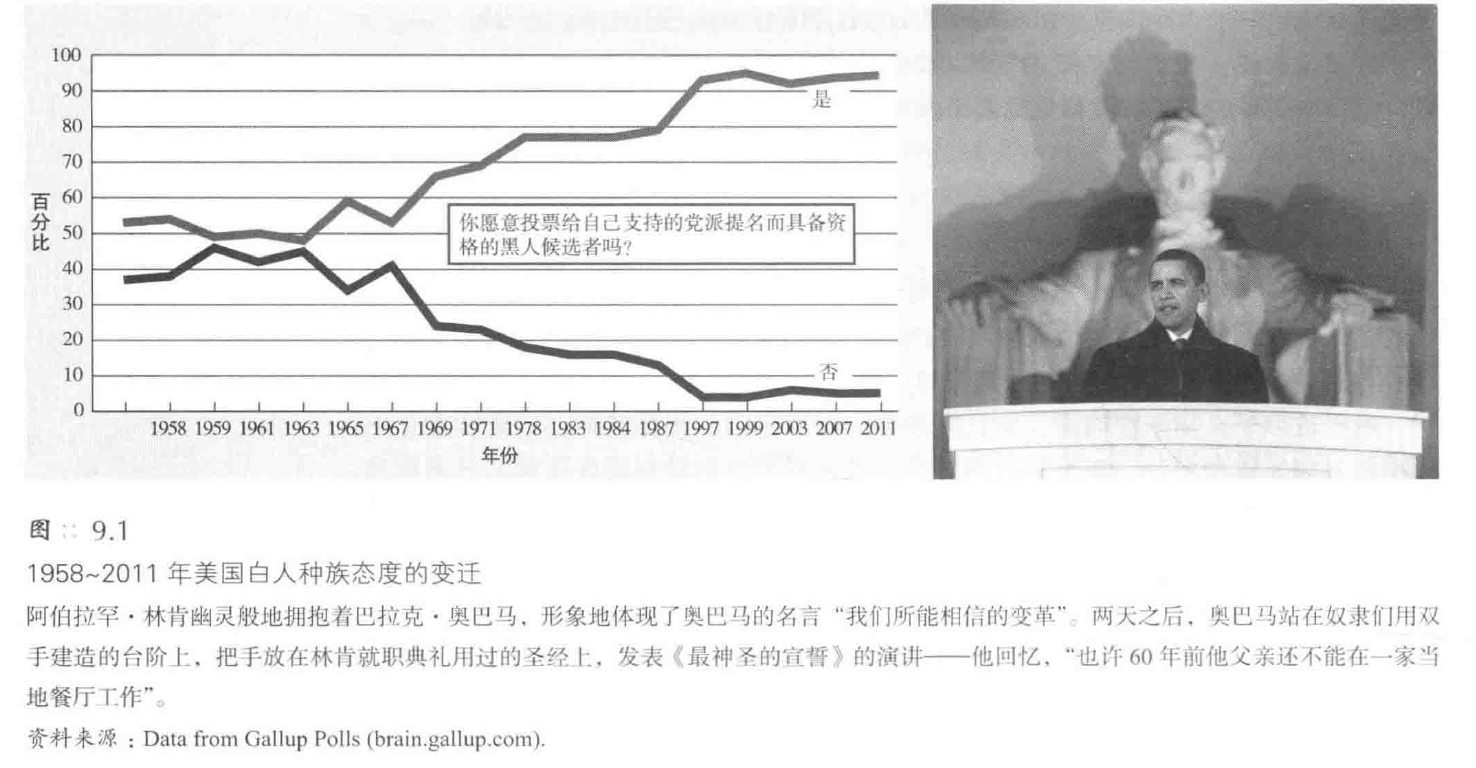 100
90
80
70
60
50
40
30
20
10
0
百分比
是
你愿意投票给自己支持的党派提名而具备资
格的黑人候选者吗?
否
1958 1959 1961 1963 1965 1967 1969 1971 1978 1983 1984 1987 1997 1999 2003 2007 2011
年份
图 :: 9.1
1958~2011 年美国白人种族态度的变迁
阿伯拉罕·林肯幽灵般地拥抱着巴拉克·奥巴马，形象地体现了奥巴马的名言“我们所能相信的变革”。两天之后，奥巴马站在奴隶们用双
手建造的台阶上，把手放在林肯就职典礼用过的圣经上，发表《最神圣的宣誓》的演讲——他回忆，“也许 60 年前他父亲还不能在一家当
地餐厅工作”。
资料来源：Data from Gallup Polls (brain.gallup.com).